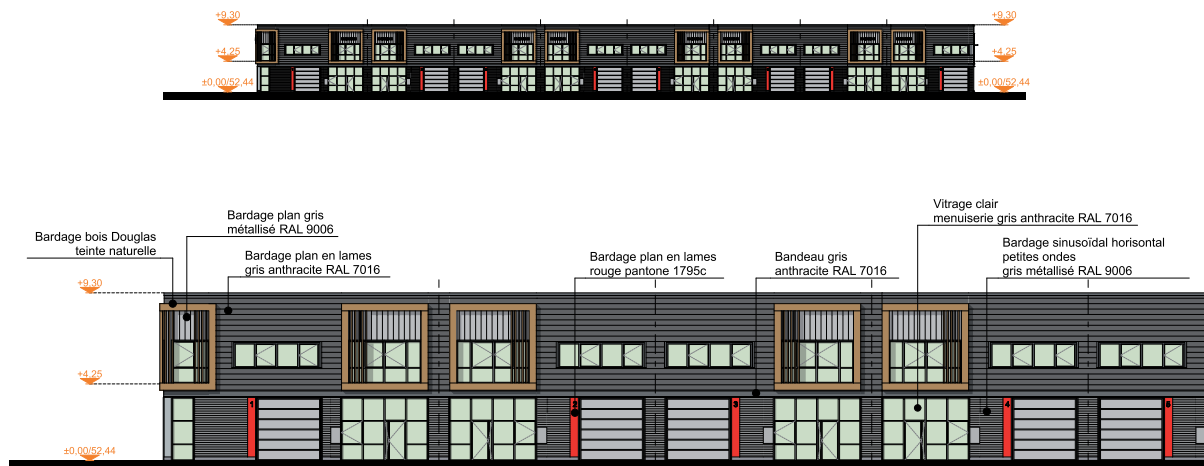 +9.30
+9.30
+4.25
+4.25
±0,00/52,44
±0,00/52,44
Vitrage clair
menuiserie gris anthracite RAL 7016
Bardage plan gris
métallisé RAL 9006
Bardage bois Douglas
teinte naturelle
Bardage sinusoïdal horisontal
petites ondes
gris métallisé RAL 9006
Bardage plan en lames
gris anthracite RAL 7016
Bardage plan en lames
rouge pantone 1795c
Bandeau gris
anthracite RAL 7016
+9.30
+4.25
1
2
3
4
5
±0,00/52,44